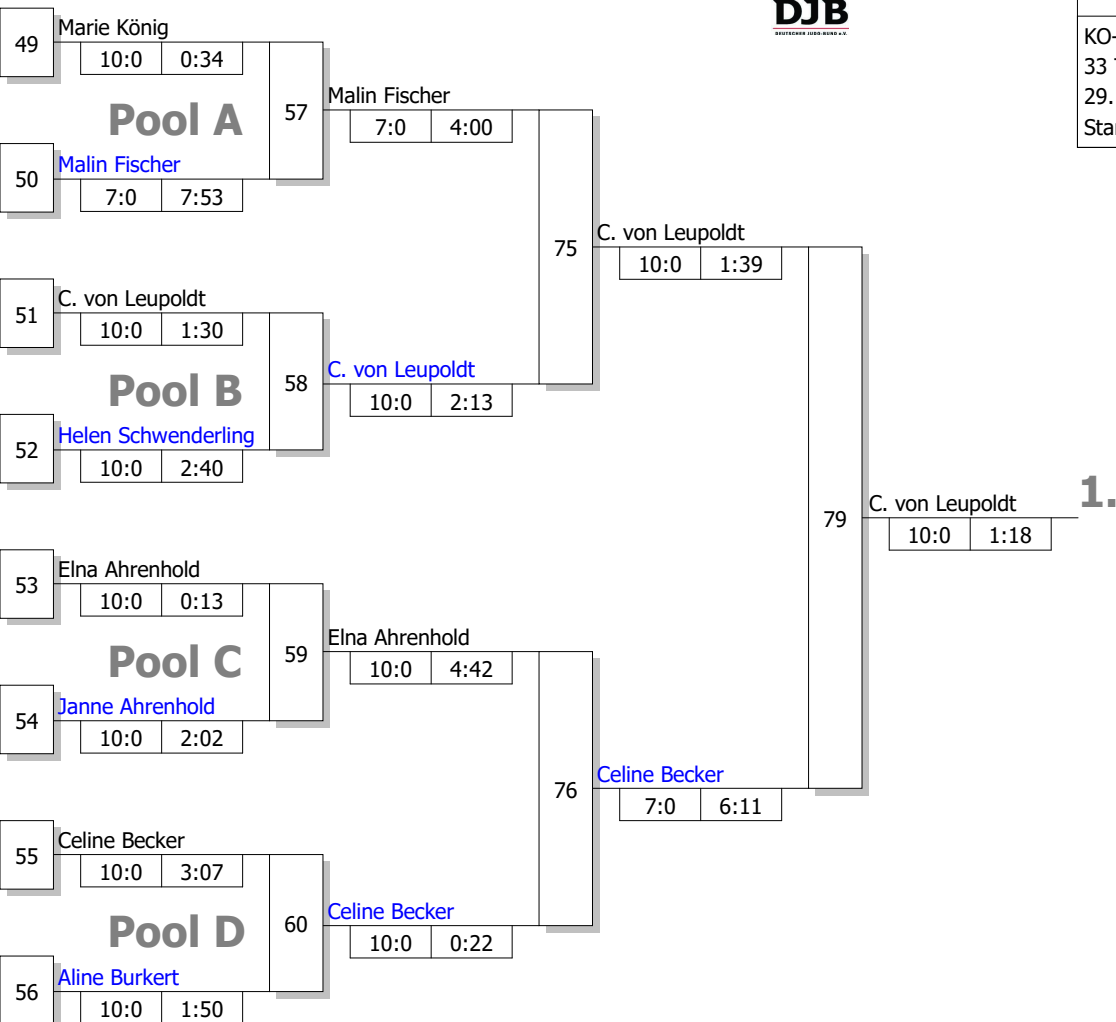 DJB
DEUTSCHER JUDO-BUND e.V.
KO-
33
29.
Star
49
Marie König
10:0 0:34
Pool A
57
Malin Fischer
7:0 4:00
50
Malin Fischer
7:0 7:53
75
C. von Leupoldt
10:0 1:39
51
C. von Leupoldt
10:0 1:30
Pool B
58
C. von Leupoldt
10:0 2:13
52
Helen Schwenderling
10:0 2:40
79
C. von Leupoldt
10:0 1:18
1.
53
Elna Ahrenhold
10:0 0:13
Pool C
59
Elna Ahrenhold
10:0 4:42
54
Janne Ahrenhold
10:0 2:02
76
Celine Becker
7:0 6:11
55
Celine Becker
10:0 3:07
Pool D
60
Celine Becker
10:0 0:22
56
Aline Burkert
10:0 1:50